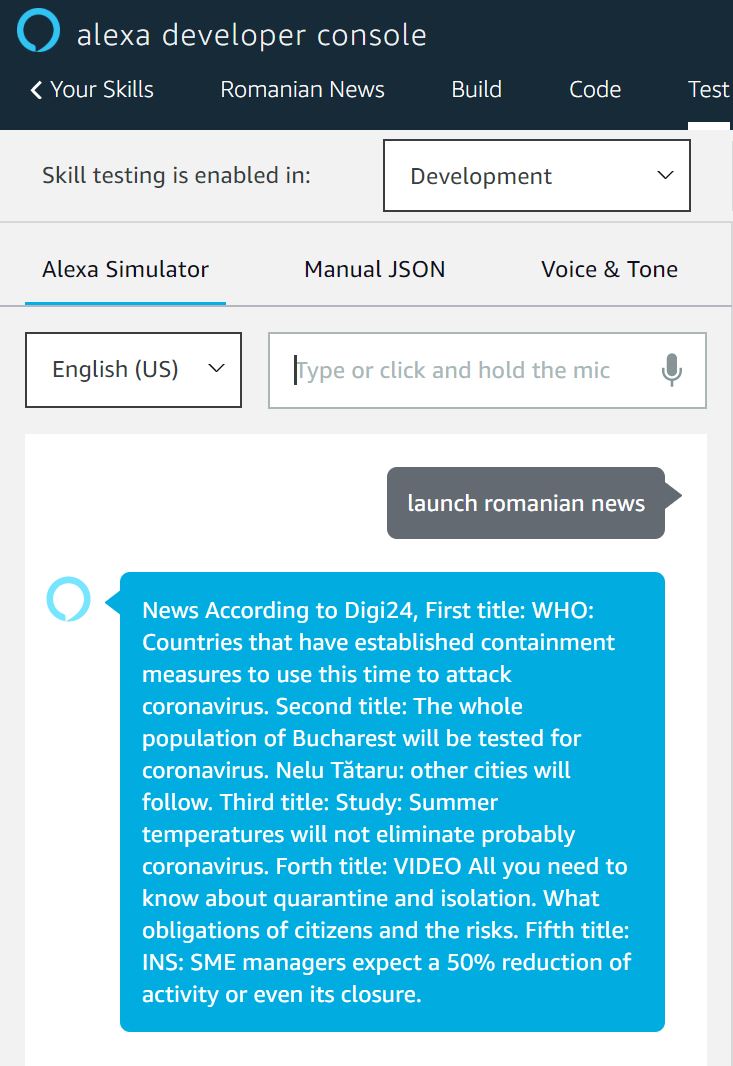 alexa developer console
Your Skills Romanian News Build Code Test
Skill testing is enabled in: Development
Alexa Simulator Manual JSON Voice & Tone
English (US) Type or click and hold the mic
launch romanian news
News According to Digi24, First title: WHO:
Countries that have established containment
measures to use this time to attack
coronavirus. Second title: The whole
population of Bucharest will be tested for
coronavirus. Nelu Tătaru: other cities will
follow. Third title: Study: Summer
temperatures will not eliminate probably
coronavirus. Forth title: VIDEO All you need to
know about quarantine and isolation. What
obligations of citizens and the risks. Fifth title:
INS: SME managers expect a 50% reduction of
activity or even its closure.